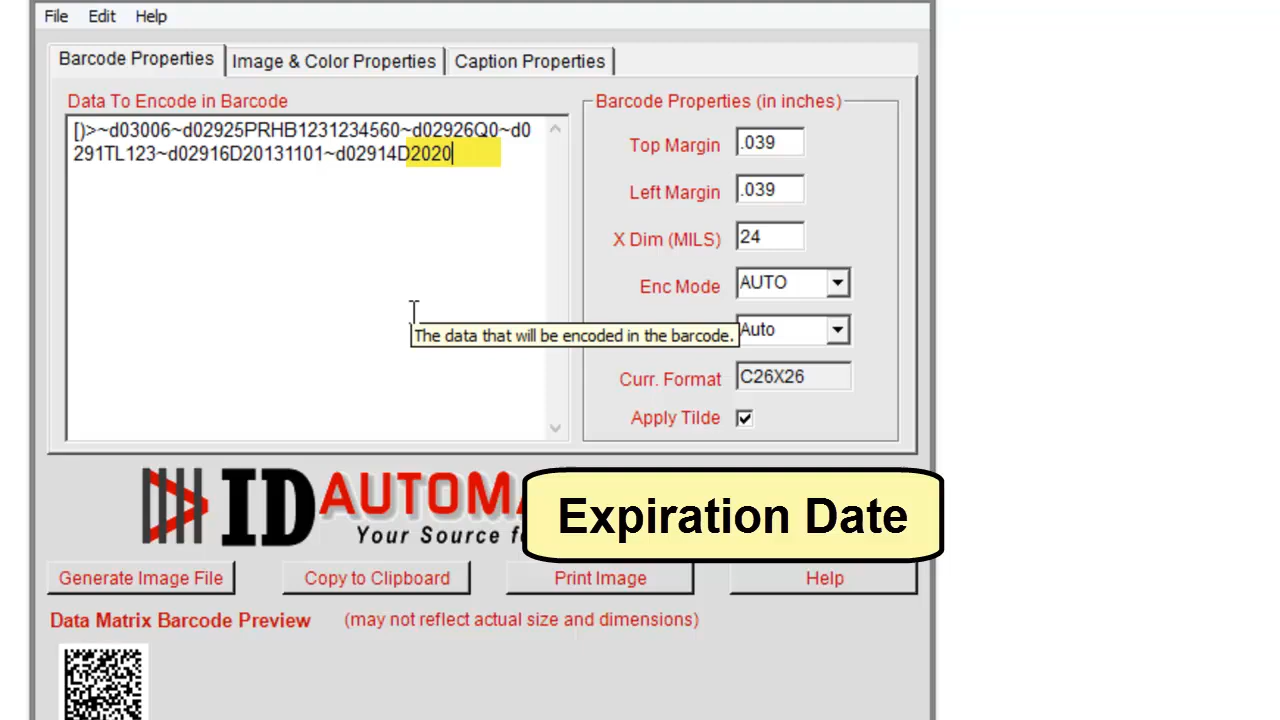 File Edit Help
Barcode Properties Image & Color Properties Caption Properties
Data To Encode in Barcode
[)>~d03006~d02925PRHB1231234560~d02926Q0~d0
291TL123~d02916D20131101~d02914D2020
Barcode Properties (in inches)
Top Margin .039
Left Margin .039
X Dim (MILS) 24
Enc Mode AUTO
The data that will be encoded in the barcode.
Auto
Curr. Format C26X26
Apply Tilde
IDAUTOMA
Your Source f
Expiration Date
Generate Image File Copy to Clipboard Print Image Help
Data Matrix Barcode Preview (may not reflect actual size and dimensions)